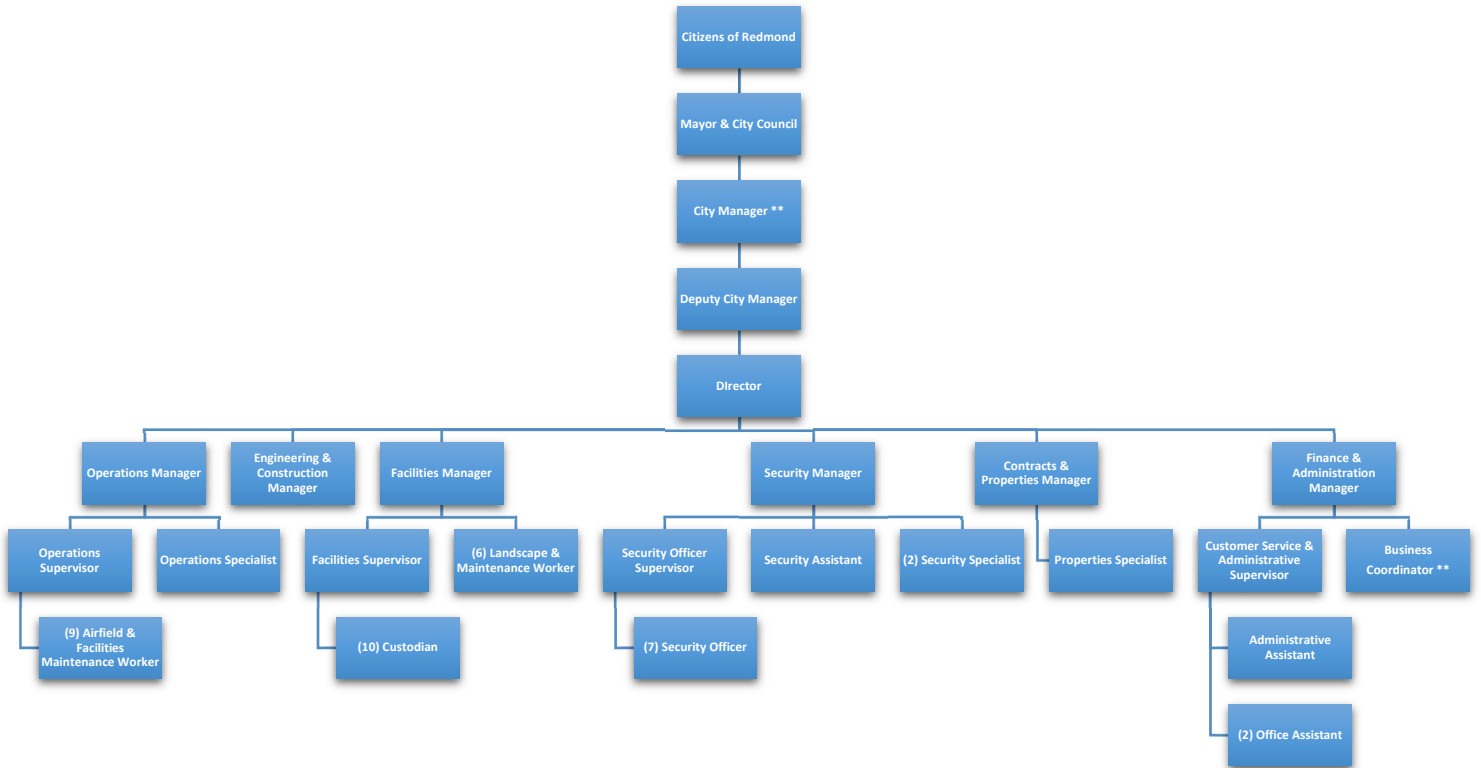 Citizens of Redmond
Mayor & City Council
City Manager **
Deputy City Manager
DIrector
Operations Manager
Engineering &
Construction
Manager
Facilities Manager
Security Manager
Contracts &
Properties Manager
Finance &
Administration
Manager
Operations
Supervisor
Operations Specialist
Facilities Supervisor
(6) Landscape &
Maintenance Worker
Security Officer
Supervisor
Security Assistant
(2) Security Specialist
Properties Specialist
Customer Service &
Administrative
Supervisor
Business
Coordinator **
(9) Airfield &
Facilities
Maintenance Worker
(10) Custodian
(7) Security Officer
Administrative
Assistant
(2) Office Assistant